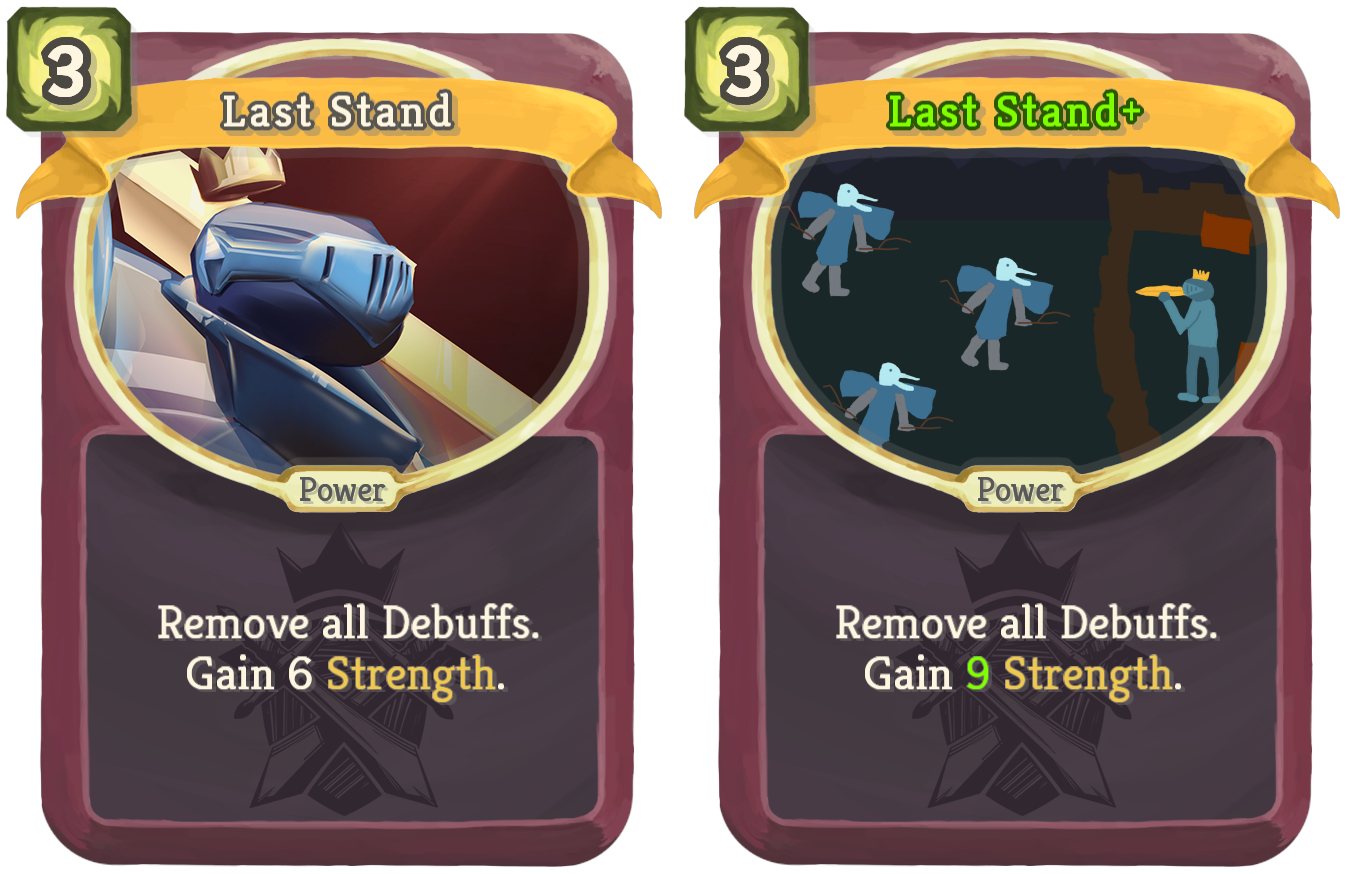 3
Last Stand
Power
Remove all Debuffs.
Gain 6 Strength.
3
Last Stand+
Power
Remove all Debuffs.
Gain 9 Strength.